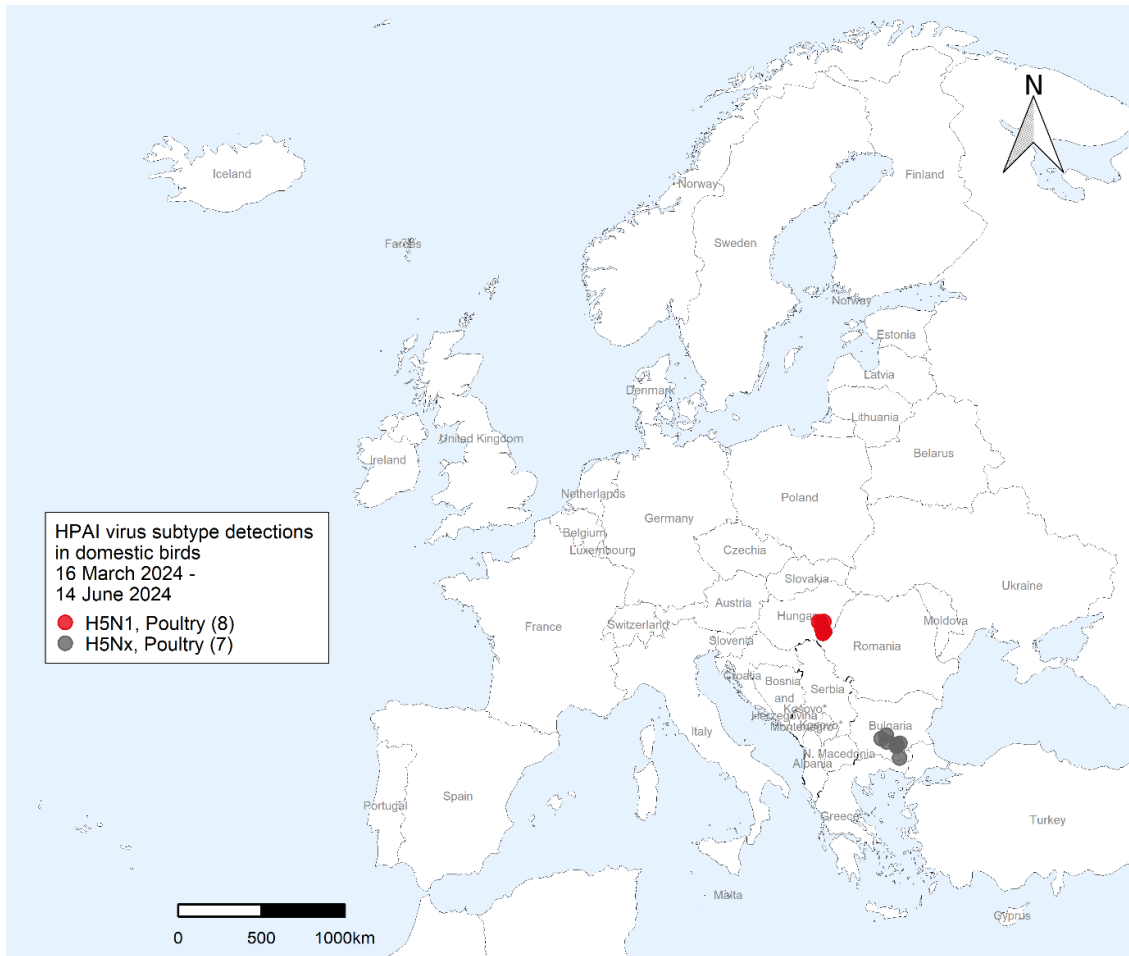 N
Iceland
Norway
Finland
Faroes
Sweden
Norway
Estonia
Latvia
Denmark
Lithuania
United Kingdom
Ireland
Belarus
Netherlands
Poland
HPAI virus subtype detections
in domestic birds
16 March 2024 -
14 June 2024
H5N1, Poultry (8)
H5Nx, Poultry (7)
Germany
Belgium
Luxembourg
Czechia
Slovakia
Ukraine
Austria
Hungary
Moldova
France
Switzerland
Slovenia
Romania
Croatia
Bosnia
and
Herzegovina
Serbia
Kosovo*
Montenegro
Kosovo*
Bulgaria
Italy
N. Macedonia
Albania
Portugal
Spain
Greece
Turkey
Malta
Cyprus
0 500 1000km